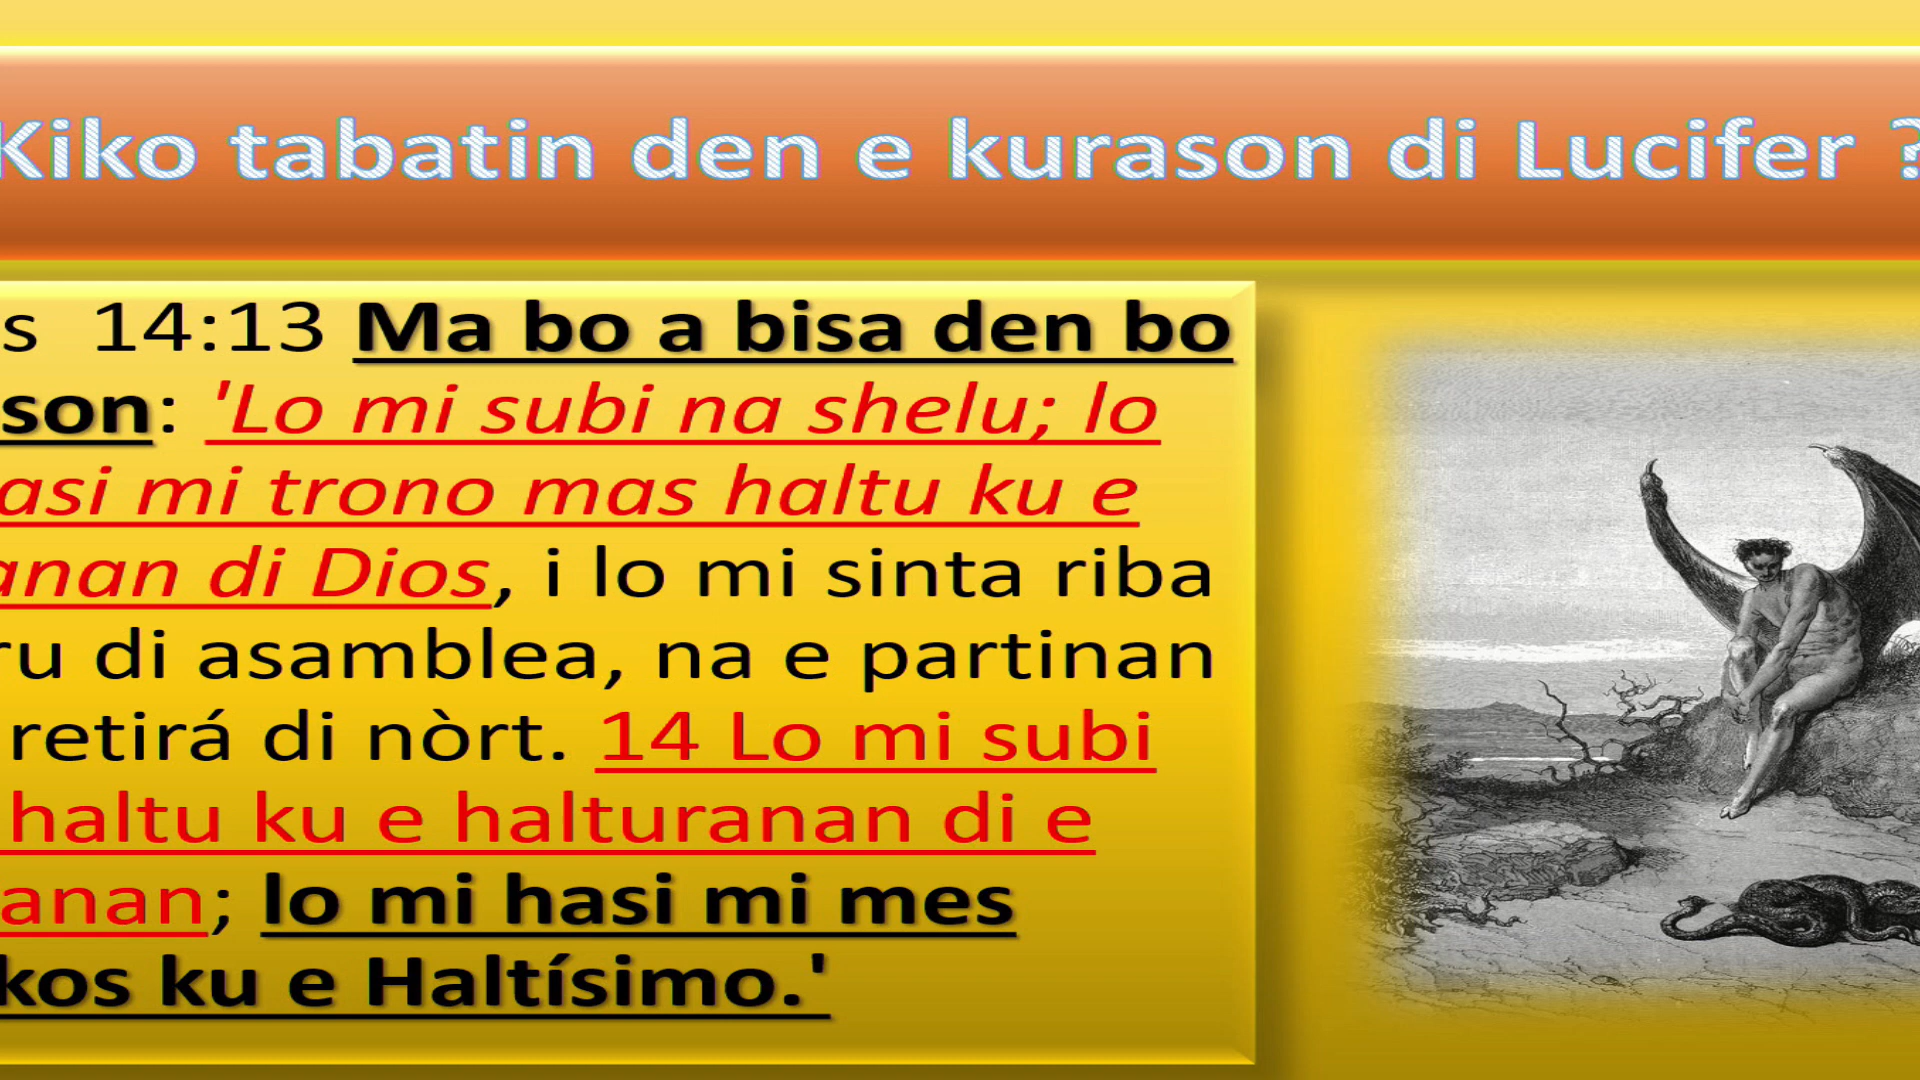 Kiko tabatin den e kurason di Lucifer ?
s 14:13 Ma bo a bisa den bo
son: 'Lo mi subi na shelu; lo
asi mi trono mas haltu ku e
anan di Dios, i lo mi sinta riba
ru di asamblea, na e partinan
retirá di nòrt. 14 Lo mi subi
haltu ku e halturanan di e
anan; lo mi hasi mi mes
kos ku e Haltísimo.'